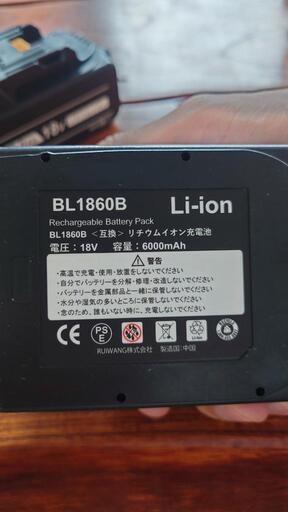 BL1860B Li-ion
Rechargeable Battery Pack
BL1860B ＜互換＞ リチウムイオン充電池
電圧：18V 容量：6000mAh
警告
・高温で充電・使用・放置をしないでください
・自分でバッテリーを分解・修理・改造しないでください
・バッテリーを金属部品と一緒に保管しないでください
・水分や湿気の多いところに保管しないでください
・念のため、誰もいない時に、充電しないでください
CE PSE Li-ion
RUIWANG株式会社 製造国：中国